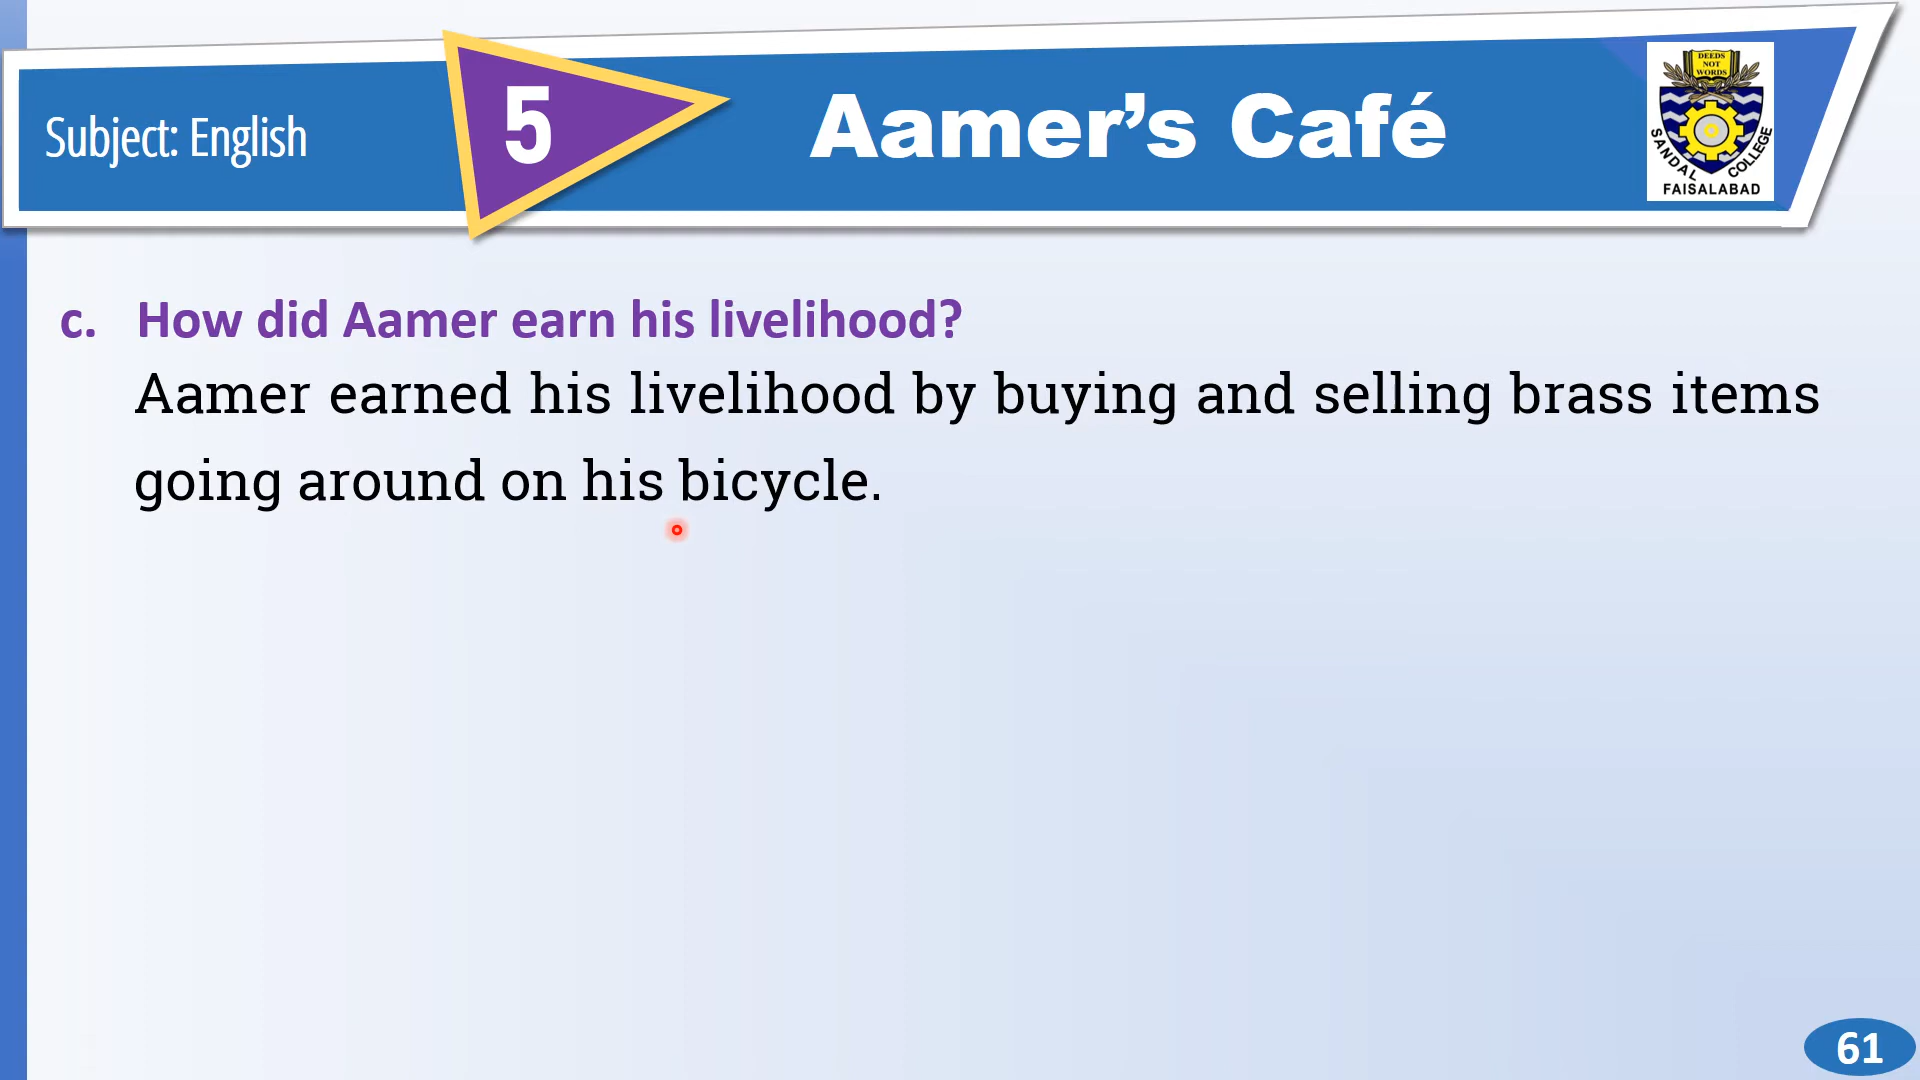 Subject: English
5
Aamer’s Café
DEEDS
NOT
WORDS
SANDAL COLLEGE
FAISALABAD
c. How did Aamer earn his livelihood?
Aamer earned his livelihood by buying and selling brass items
going around on his bicycle.
61